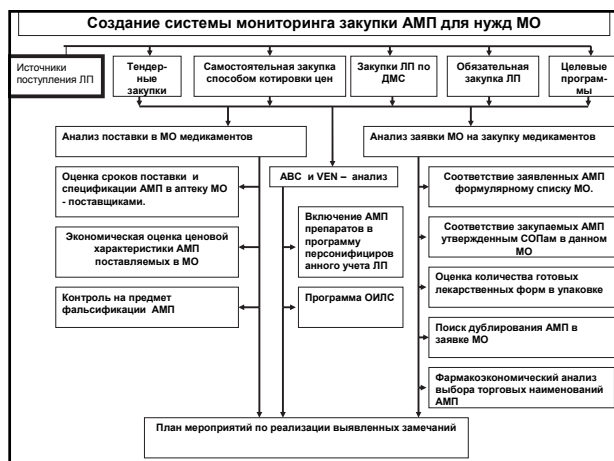 Создание системы мониторинга закупки АМП для нужд МО
Источники
поступления ЛП
Тендер-
ные
закупки
Самостоятельная закупка
способом котировки цен
Закупки ЛП по
ДМС
Обязательная
закупка ЛП
Целевые
програм-
мы
Анализ поставки в МО медикаментов
Анализ заявки МО на закупку медикаментов
Оценка сроков поставки и
спецификации АМП в аптеку МО
- поставщиками.
Экономическая оценка ценовой
характеристики АМП
поставляемых в МО
Контроль на предмет
фальсификации АМП
АВС и VEN – анализ
Включение АМП
препаратов в
программу
персонифициров
анного учета ЛП
Программа ОИЛС
Соответствие заявленных АМП
формулярному списку МО.
Соответствие закупаемых АМП
утвержденным СОПам в данном
МО
Оценка количества готовых
лекарственных форм в упаковке
Поиск дублирования АМП в
заявке МО
Фармакоэкономический анализ
выбора торговых наименований
АМП
План мероприятий по реализации выявленных замечаний